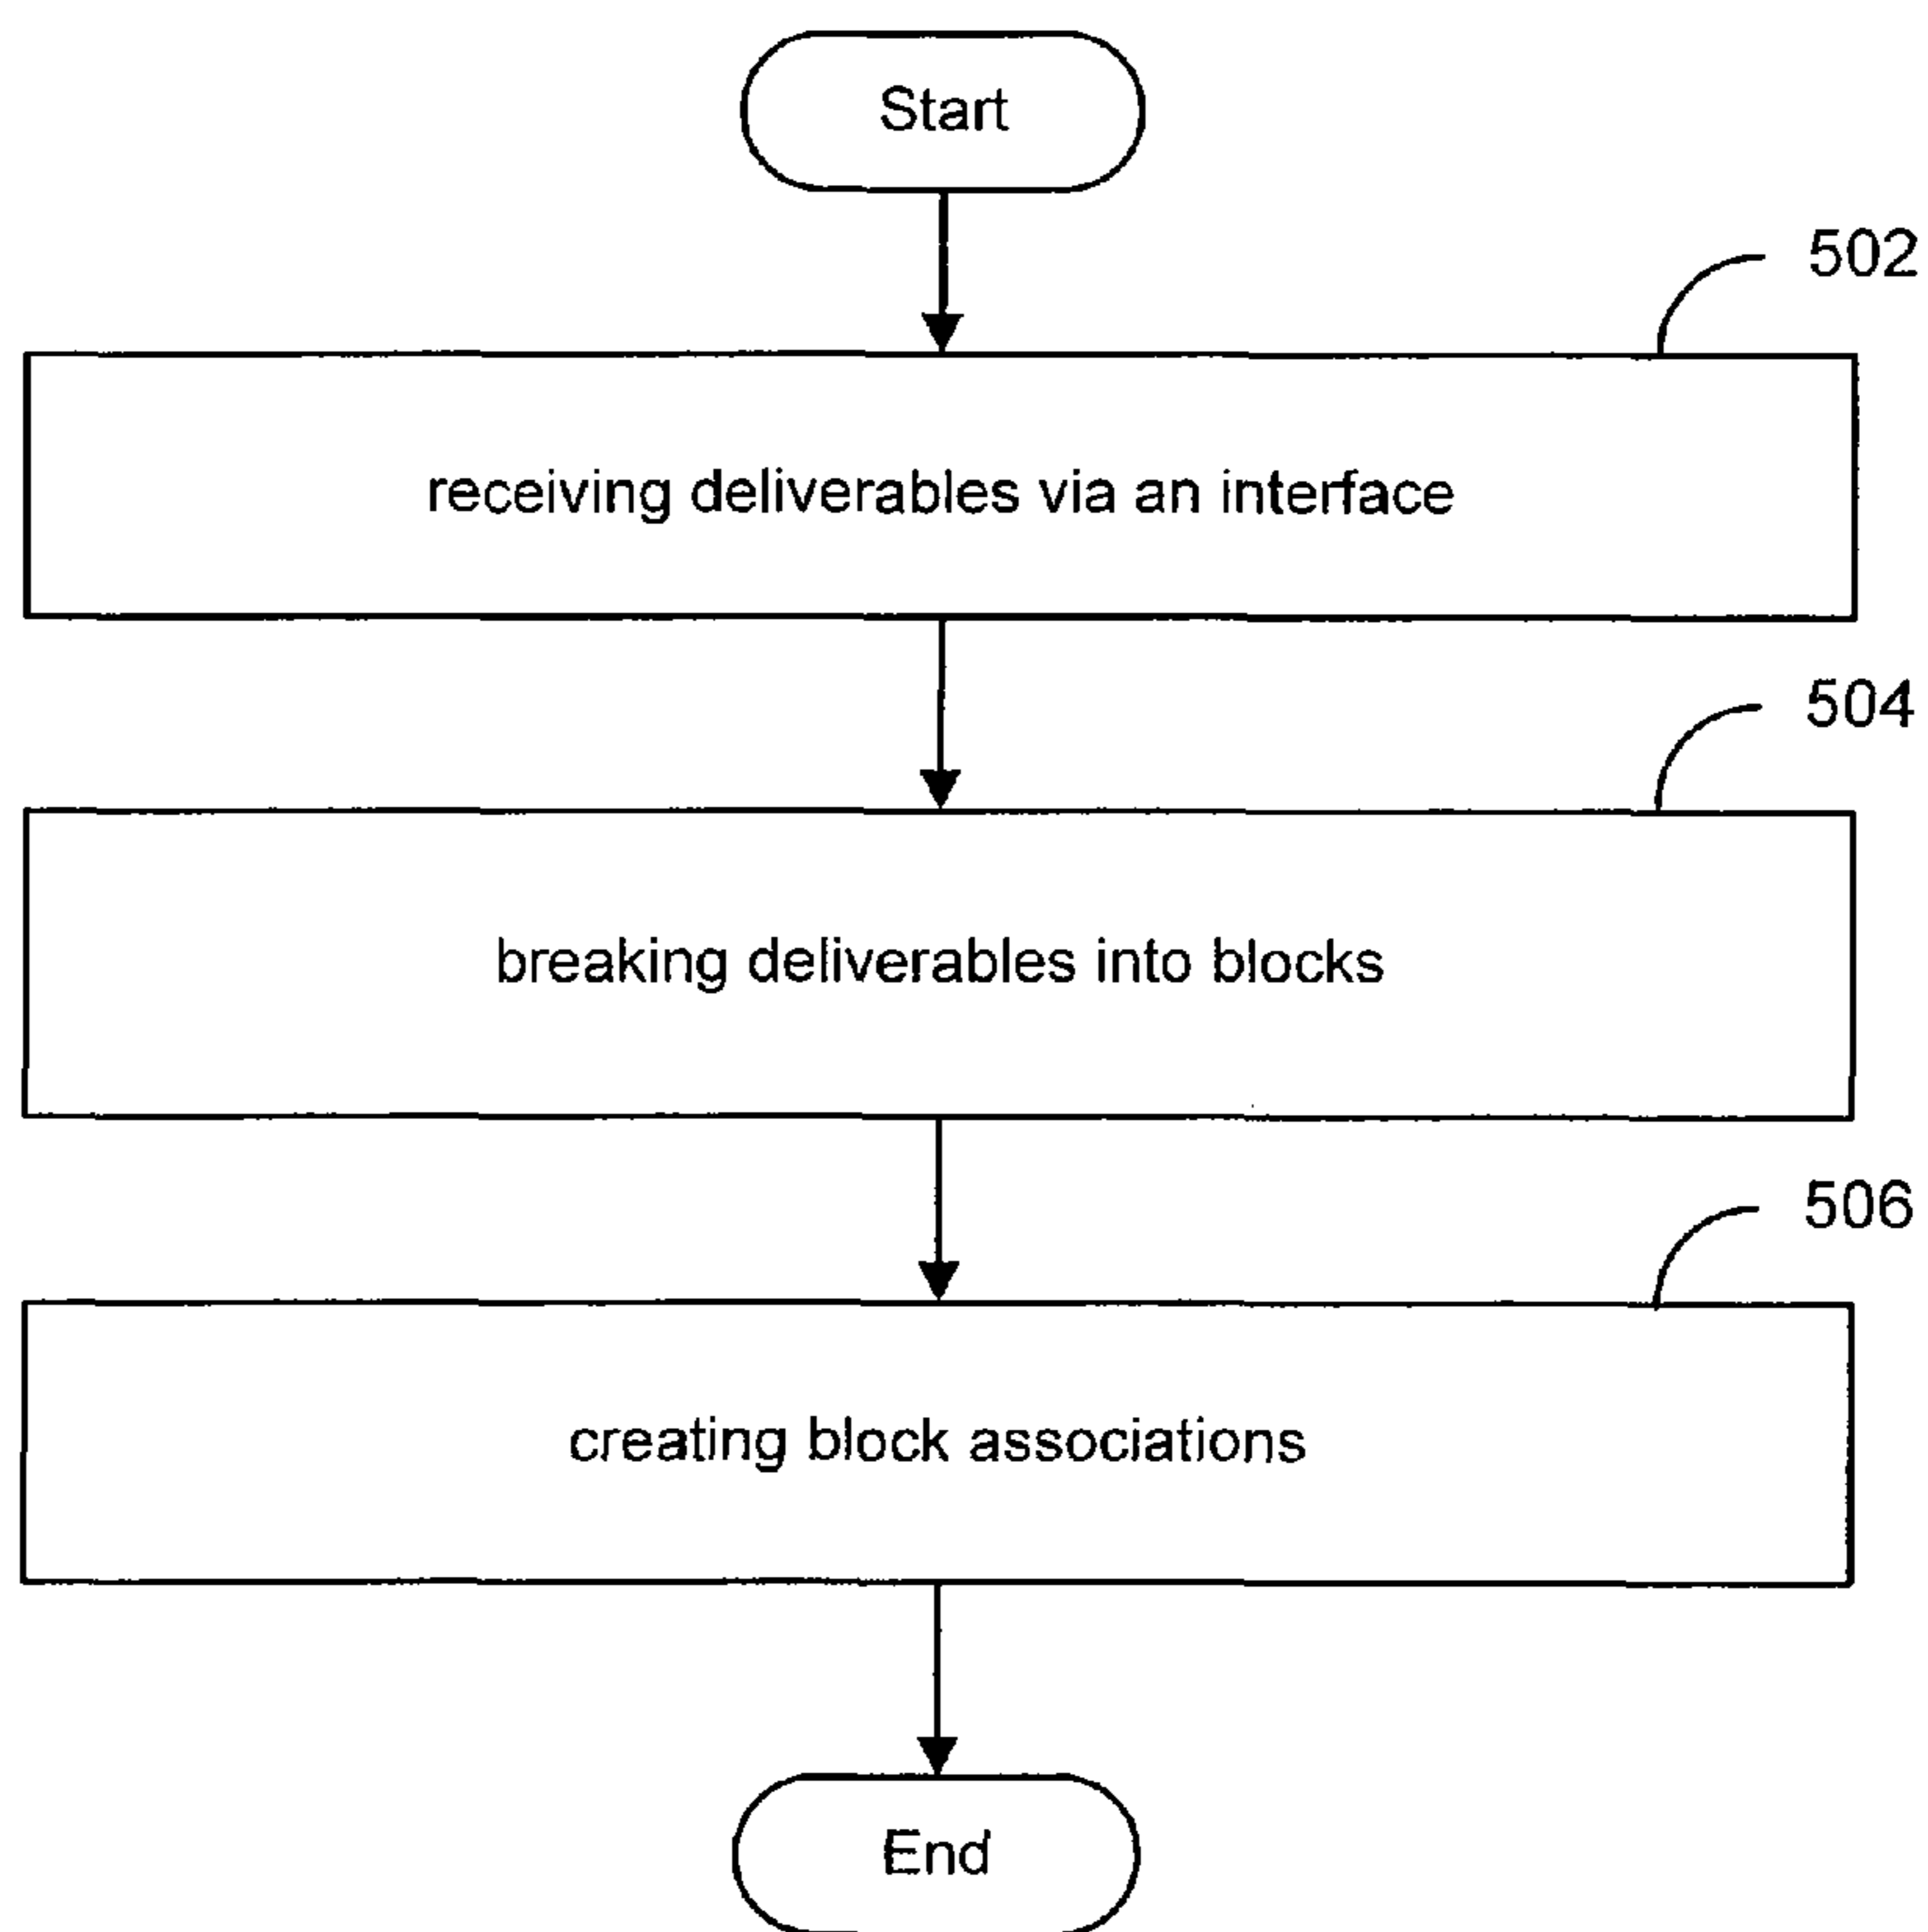 Start
502
receiving deliverables via an interface
504
breaking deliverables into blocks
506
creating block associations
End